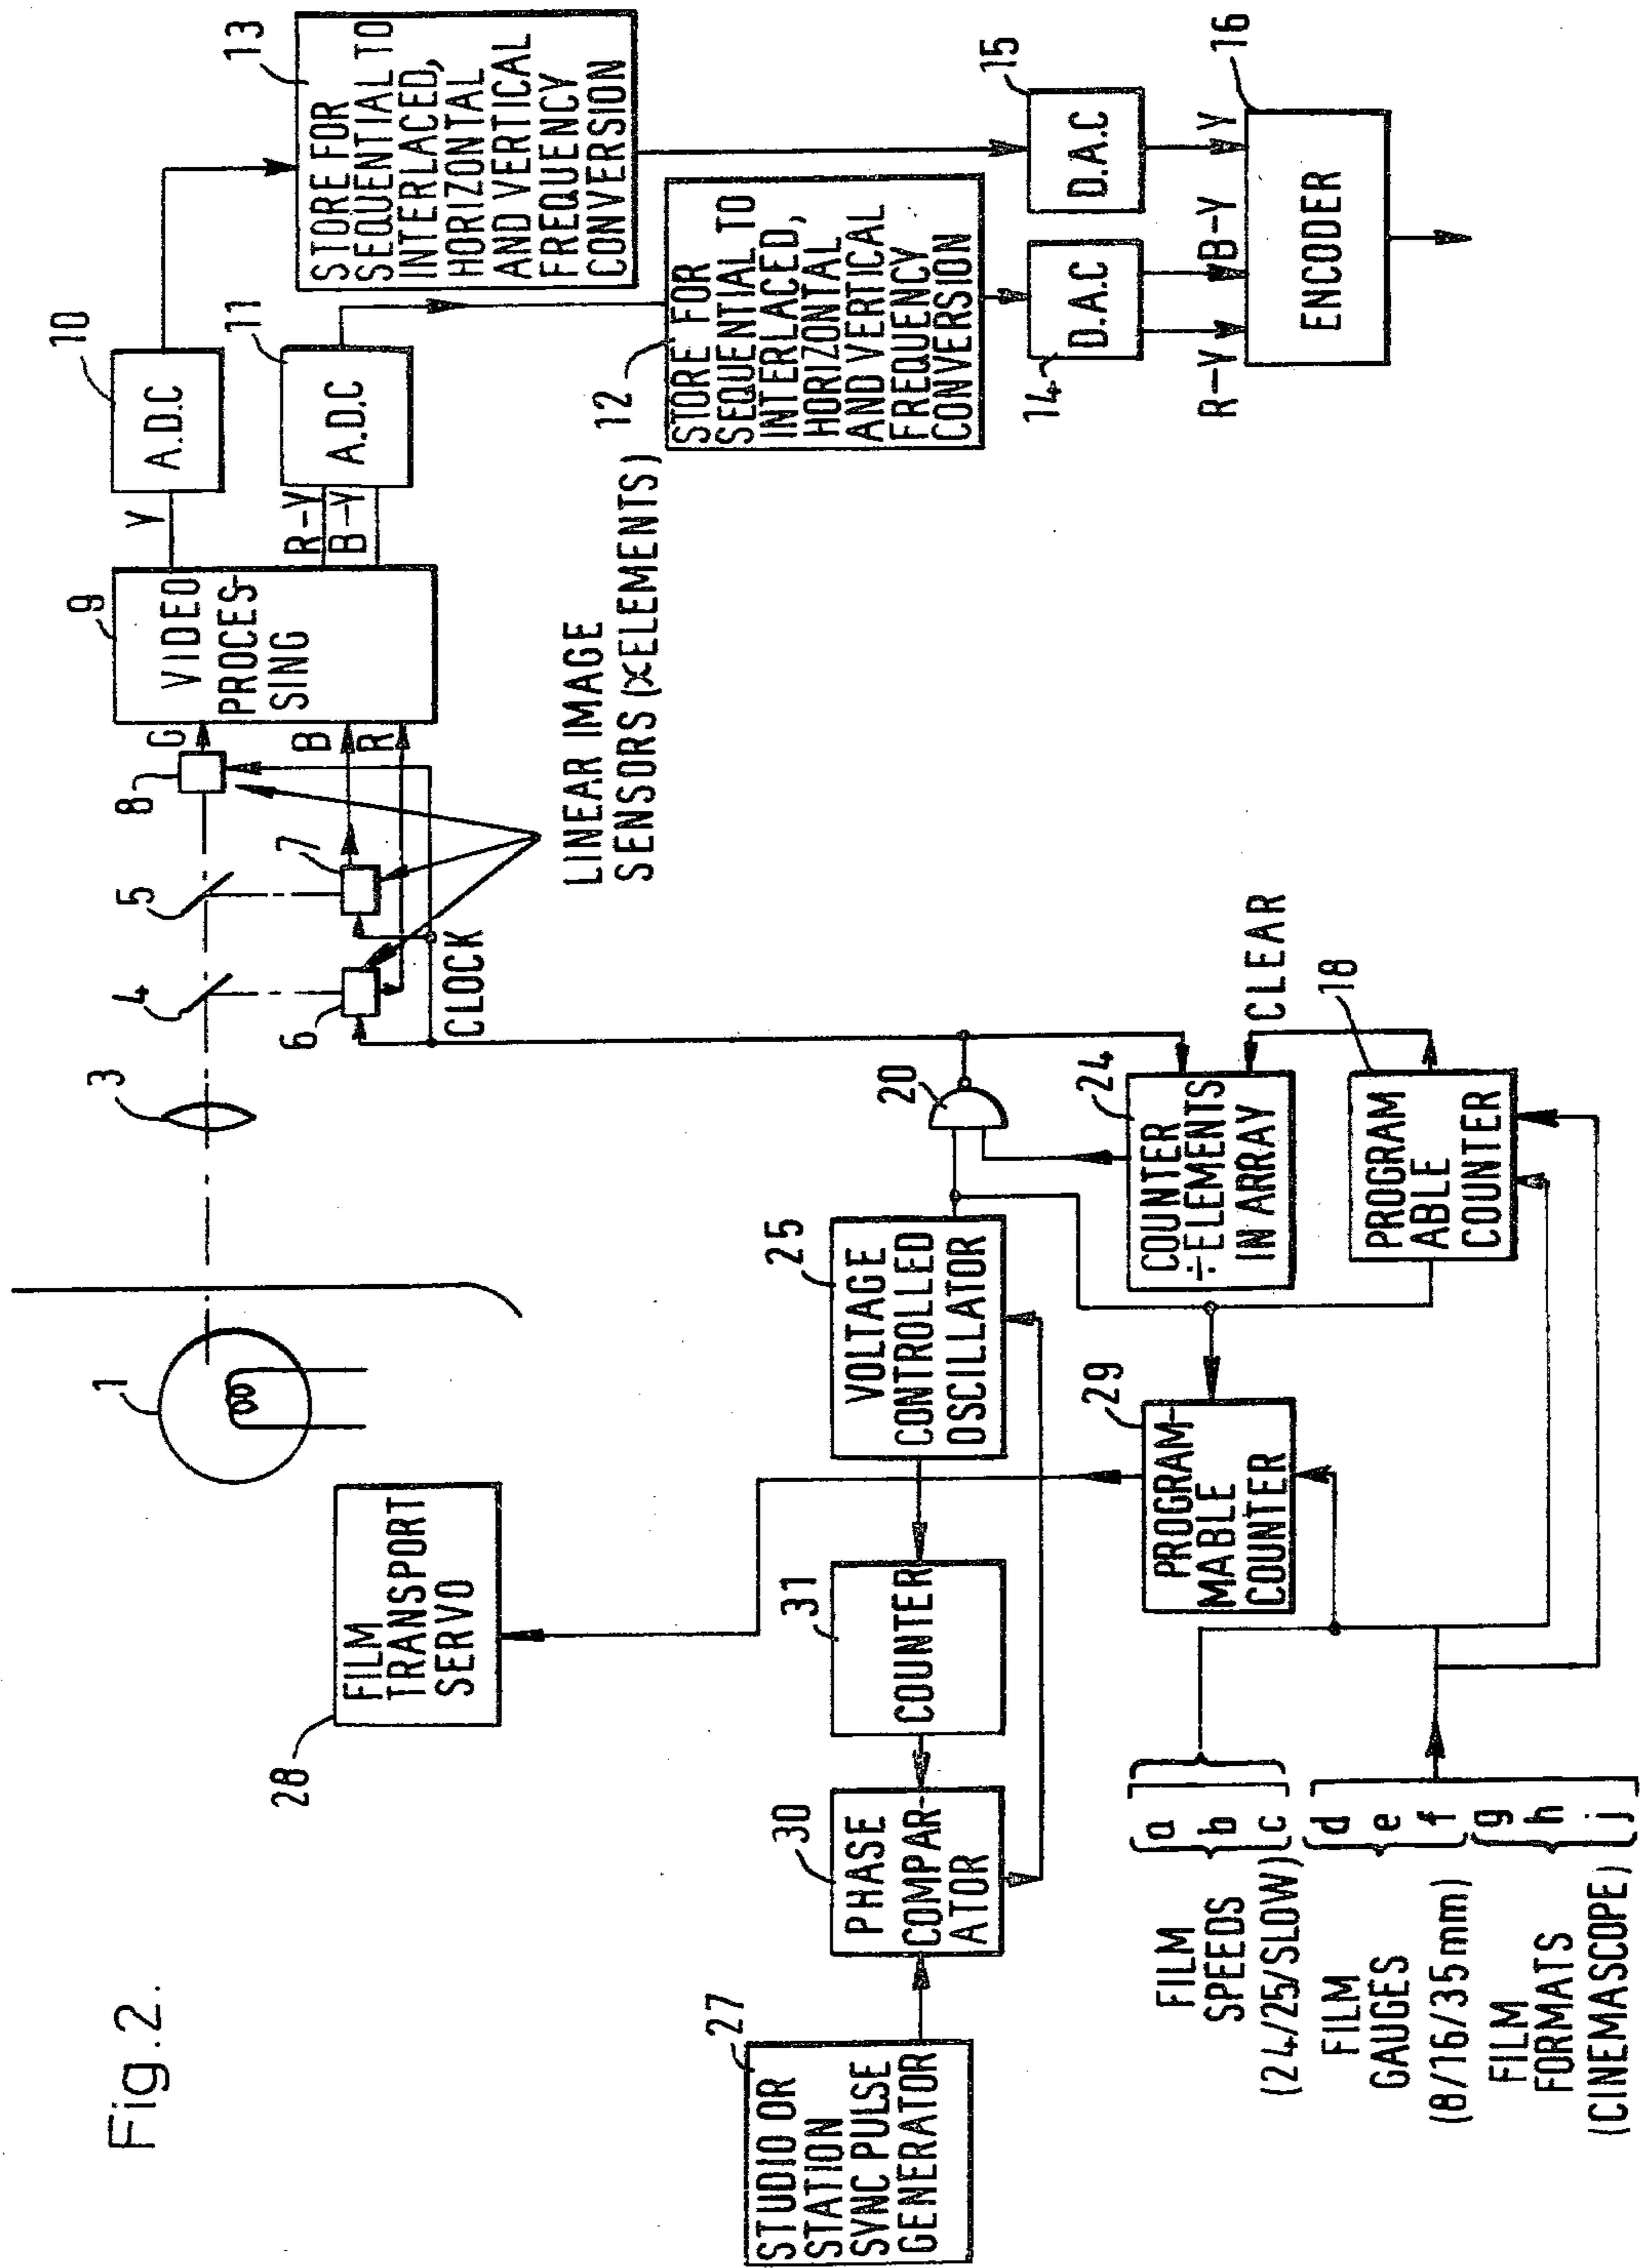 Fig.2.
1
3
4
5
6
7
8
9
VIDEO
PROCES-
SING
G
B
R
Y
R-Y
B-Y
10
A.D.C
11
A.D.C
13
STORE FOR
SEQUENTIAL TO
INTERLACED,
HORIZONTAL
AND VERTICAL
FREQUENCY
CONVERSION
12
STORE FOR
SEQUENTIAL TO
INTERLACED,
HORIZONTAL
AND VERTICAL
FREQUENCY
CONVERSION
14
D.A.C
15
D.A.C
R-Y
B-Y
Y
16
ENCODER
LINEAR IMAGE
SENSORS (x ELEMENTS)
CLOCK
28
FILM
TRANSPORT
SERVO
27
STUDIO OR
STATION
SYNC PULSE
GENERATOR
30
PHASE
COMPAR-
ATOR
31
COUNTER
25
VOLTAGE
CONTROLLED
OSCILLATOR
20
24
COUNTER
÷ELEMENTS
IN ARRAY
CLEAR
18
PROGRAM
ABLE
COUNTER
29
PROGRAM-
MABLE
COUNTER
FILM
SPEEDS
(24/25/SLOW)
a
b
c
FILM
GAUGES
(8/16/35mm)
d
e
f
FILM
FORMATS
(CINEMASCOPE)
g
h
j